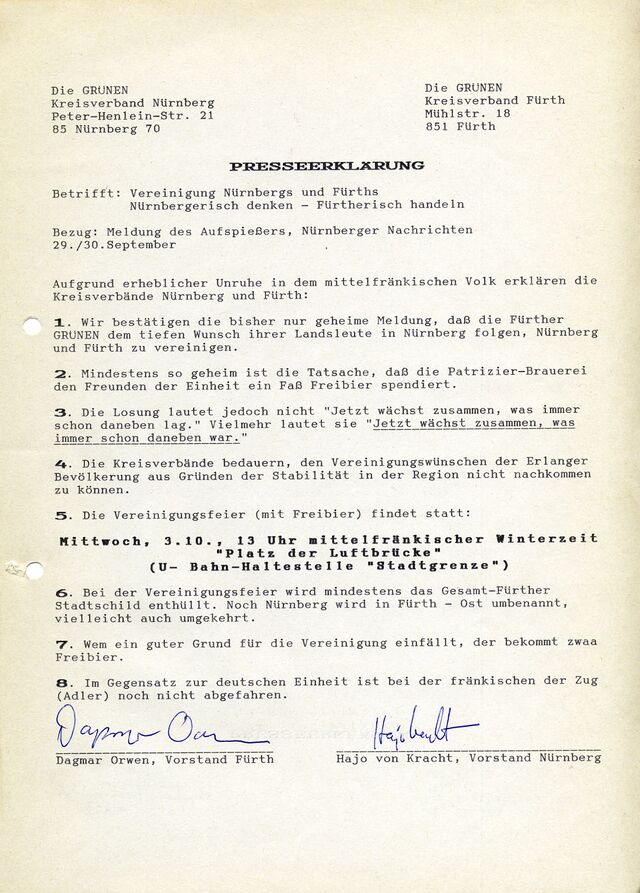 Die GRÜNEN
Kreisverband Nürnberg
Peter-Henlein-Str. 21
85 Nürnberg 70
Die GRÜNEN
Kreisverband Fürth
Mühlstr. 18
851 Fürth
PRESSEERKLÄRUNG
Betrifft: Vereinigung Nürnbergs und Fürths
Nürnbergerisch denken - Fürtherisch handeln
Bezug: Meldung des Aufspießers, Nürnberger Nachrichten
29./30.September
Aufgrund erheblicher Unruhe in dem mittelfränkischen Volk erklären die
Kreisverbände Nürnberg und Fürth:
1. Wir bestätigen die bisher nur geheime Meldung, daß die Fürther
GRÜNEN dem tiefen Wunsch ihrer Landsleute in Nürnberg folgen, Nürnberg
und Fürth zu vereinigen.
2. Mindestens so geheim ist die Tatsache, daß die Patrizier-Brauerei
den Freunden der Einheit ein Faß Freibier spendiert.
3. Die Losung lautet jedoch nicht "Jetzt wächst zusammen, was immer
schon daneben lag." Vielmehr lautet sie "Jetzt wächst zusammen, was
immer schon daneben war."
4. Die Kreisverbände bedauern, den Vereinigungswünschen der Erlanger
Bevölkerung aus Gründen der Stabilität in der Region nicht nachkommen
zu können.
5. Die Vereinigungsfeier (mit Freibier) findet statt:
Mittwoch, 3.10., 13 Uhr mittelfränkischer Winterzeit
"Platz der Luftbrücke"
(U- Bahn-Haltestelle "Stadtgrenze")
6. Bei der Vereinigungsfeier wird mindestens das Gesamt-Fürther
Stadtschild enthüllt. Noch Nürnberg wird in Fürth - Ost umbenannt,
vielleicht auch umgekehrt.
7. Wem ein guter Grund für die Vereinigung einfällt, der bekommt zwaa
Freibier.
8. Im Gegensatz zur deutschen Einheit ist bei der fränkischen der Zug
(Adler) noch nicht abgefahren.
Dagmar Orwen, Vorstand Fürth
Hajo von Kracht, Vorstand Nürnberg